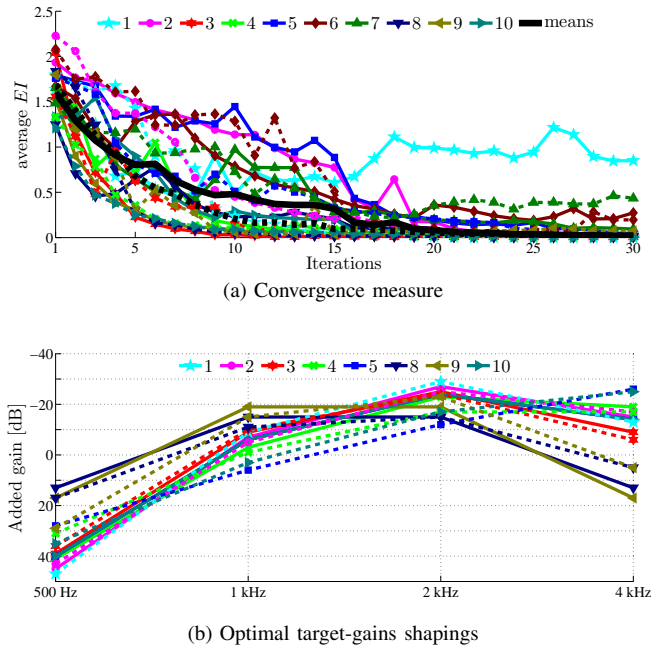 2.5
1 2 3 4 5 6 7 8 9 10 means
2
1.5
1
0.5
0
average EI
1 5 10 15 20 25 30
Iterations
(a) Convergence measure
−40
1 2 3 4 5 8 9 10
−20
0
20
40
Added gain [dB]
500 Hz 1 kHz 2 kHz 4 kHz
(b) Optimal target-gains shapings